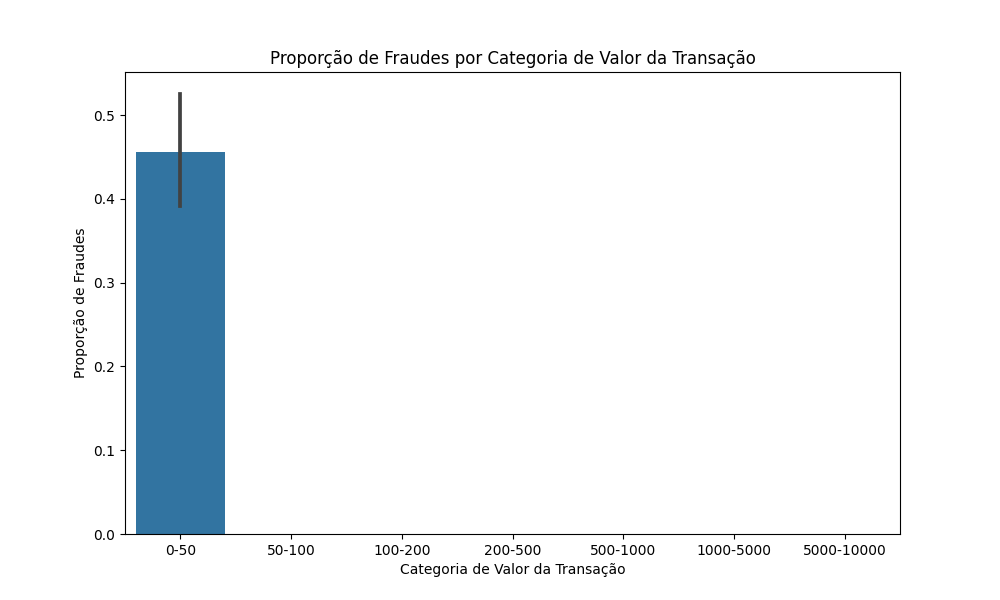 Proporção de Fraudes por Categoria de Valor da Transação
Proporção de Fraudes
0.5
0.4
0.3
0.2
0.1
0.0
0-50 50-100 100-200 200-500 500-1000 1000-5000 5000-10000
Categoria de Valor da Transação